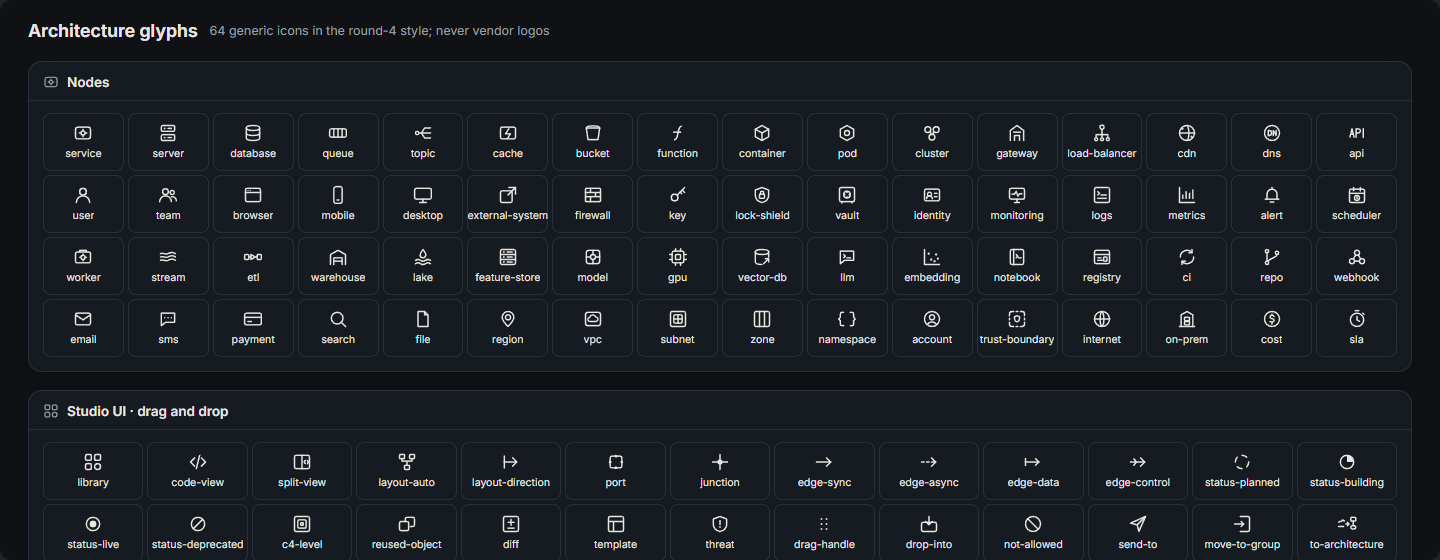 Architecture glyphs 64 generic icons in the round-4 style; never vendor logos
Nodes
service server database queue topic cache bucket function container pod cluster gateway load-balancer cdn DN dns API api
user team browser mobile desktop external-system firewall key lock-shield vault identity monitoring logs metrics alert scheduler
worker stream etl warehouse lake feature-store model gpu vector-db llm embedding notebook registry ci repo webhook
email sms payment search file region vpc subnet zone namespace account trust-boundary internet on-prem cost sla
Studio UI · drag and drop
library code-view split-view layout-auto layout-direction port junction edge-sync edge-async edge-data edge-control status-planned status-building
status-live status-deprecated c4-level reused-object diff template threat drag-handle drop-into not-allowed send-to move-to-group to-architecture